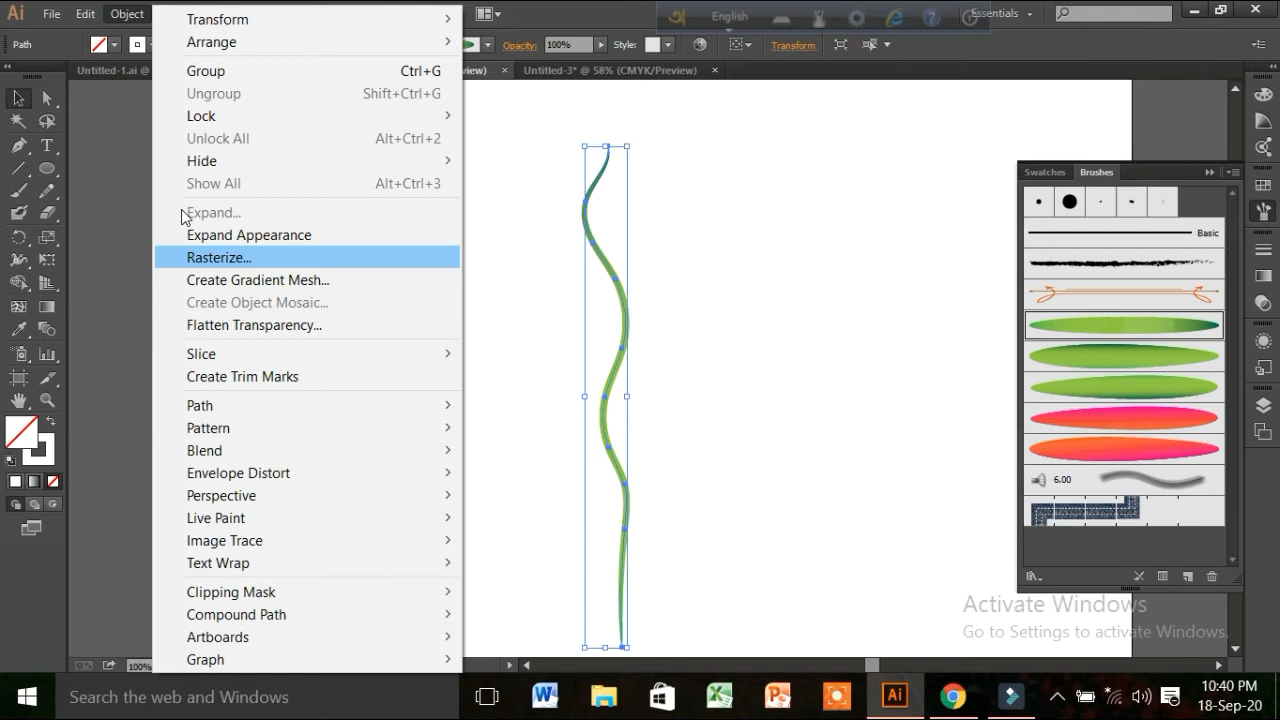 Ai File Edit Object
English
Essentials
Path
Opacity: 100% Style: Transform
Untitled-1.ai @
view) × Untitled-3* @ 58% (CMYK/Preview) ×
Transform
Arrange
Group Ctrl+G
Ungroup Shift+Ctrl+G
Lock
Unlock All Alt+Ctrl+2
Hide
Show All Alt+Ctrl+3
Expand...
Expand Appearance
Rasterize...
Create Gradient Mesh...
Create Object Mosaic...
Flatten Transparency...
Slice
Create Trim Marks
Path
Pattern
Blend
Envelope Distort
Perspective
Live Paint
Image Trace
Text Wrap
Clipping Mask
Compound Path
Artboards
Graph
Swatches Brushes
Basic
6.00
Activate Windows
Go to Settings to activate Windows.
100%
Search the web and Windows
Ai
10:40 PM
18-Sep-20